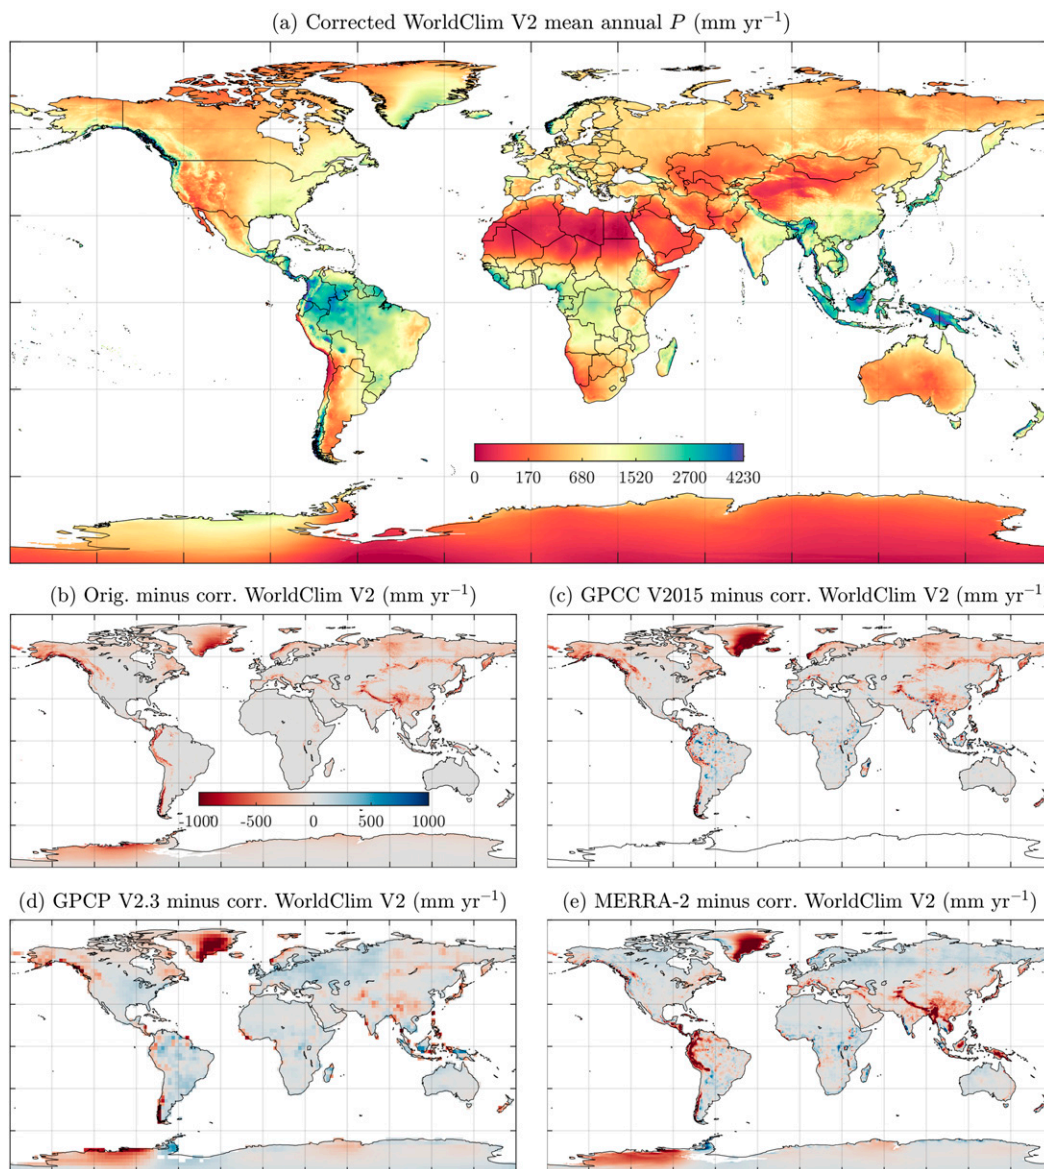 (a) Corrected WorldClim V2 mean annual P (mm yr⁻¹)
0 170 680 1520 2700 4230
(b) Orig. minus corr. WorldClim V2 (mm yr⁻¹)
(c) GPCC V2015 minus corr. WorldClim V2 (mm yr⁻¹
-1000 -500 0 500 1000
(d) GPCP V2.3 minus corr. WorldClim V2 (mm yr⁻¹)
(e) MERRA-2 minus corr. WorldClim V2 (mm yr⁻¹)